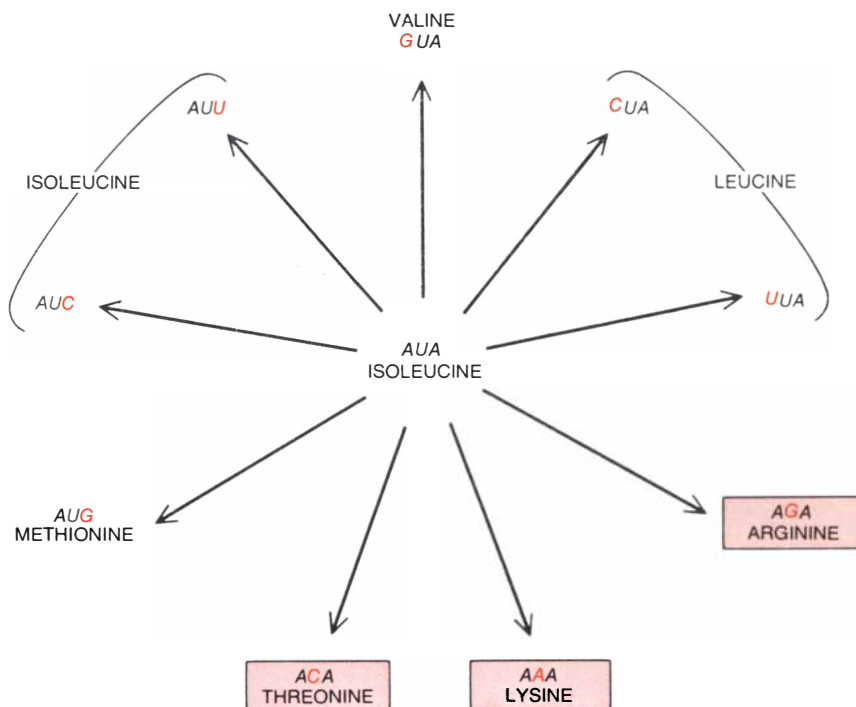 VALINE
GUA
AUU
CUA
ISOLEUCINE
LEUCINE
AUC
UUA
AUA
ISOLEUCINE
AUG
METHIONINE
AGA
ARGININE
ACA
THREONINE
AAA
LYSINE